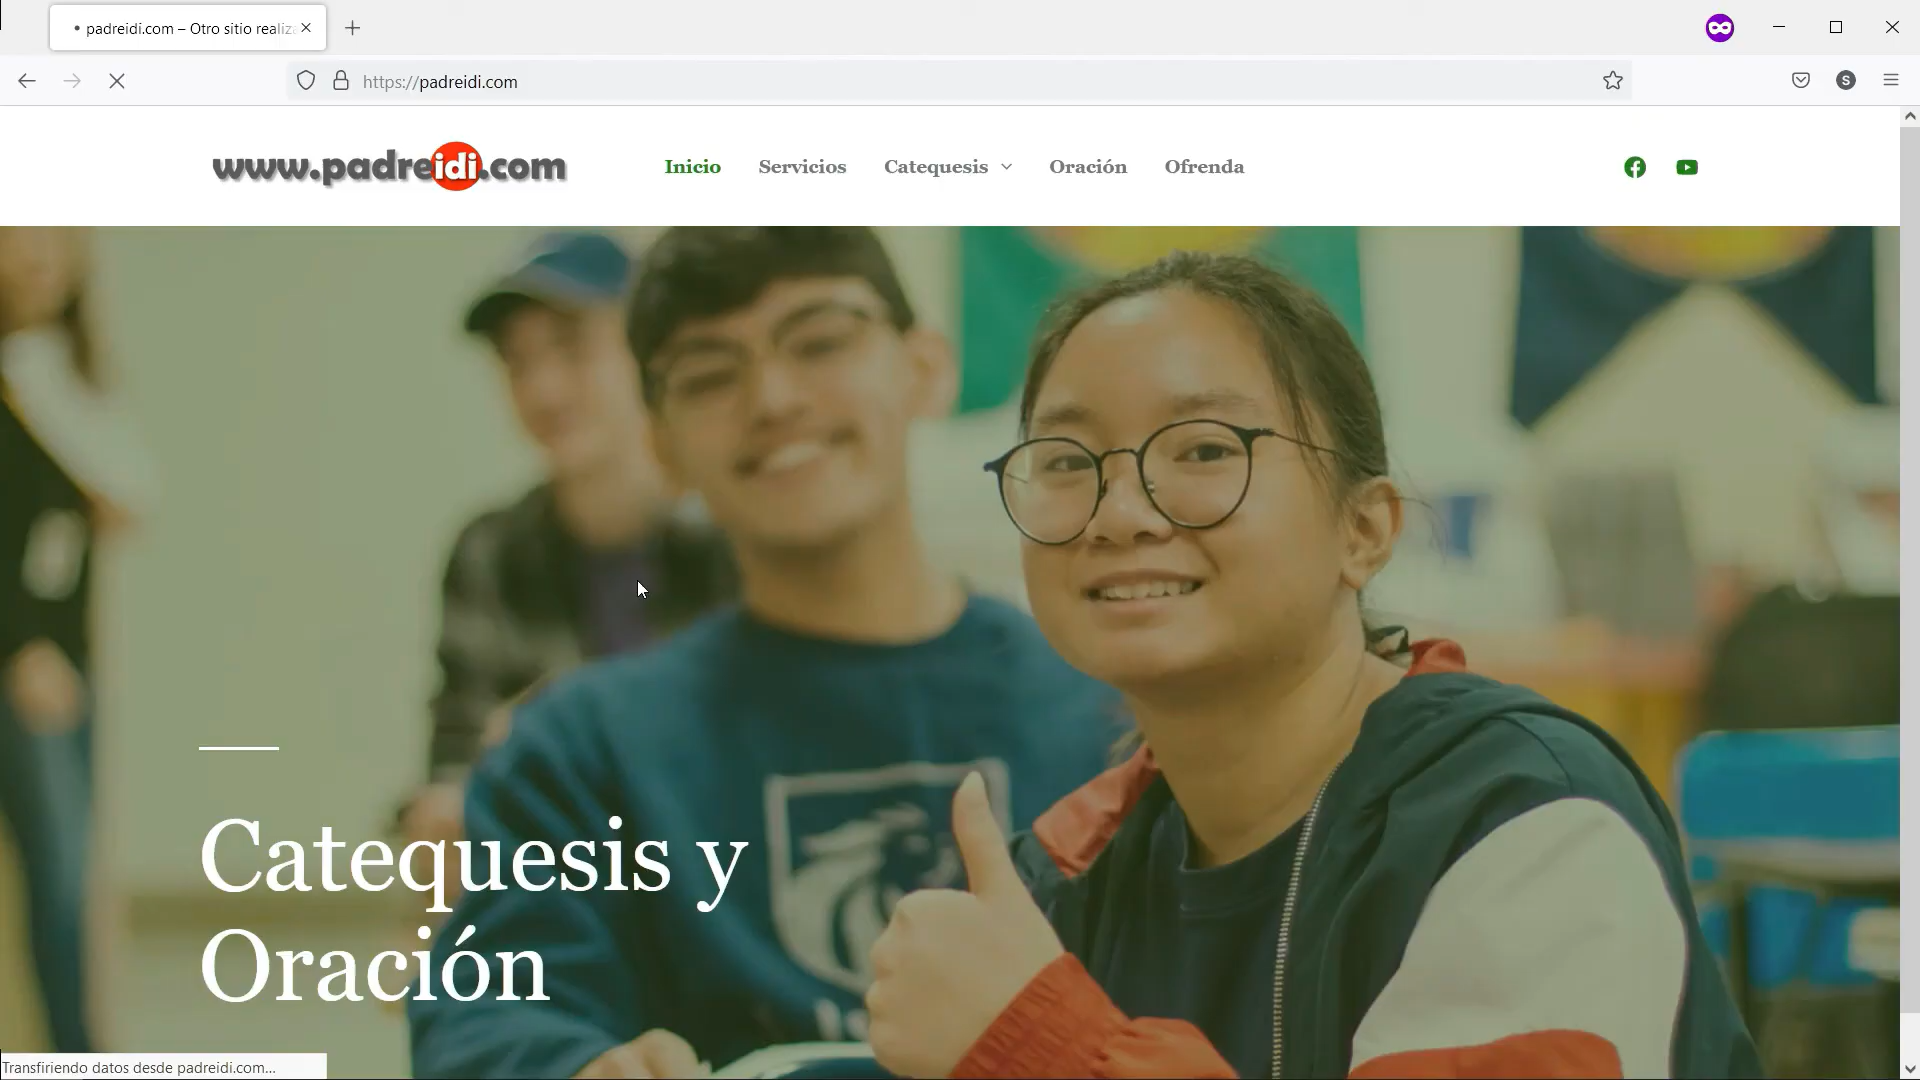 padreidi.com – Otro sitio realiza
https://padreidi.com
S
www.padreidi.com
Inicio Servicios Catequesis Oración Ofrenda
Catequesis y
Oración
Transfiriendo datos desde padreidi.com...